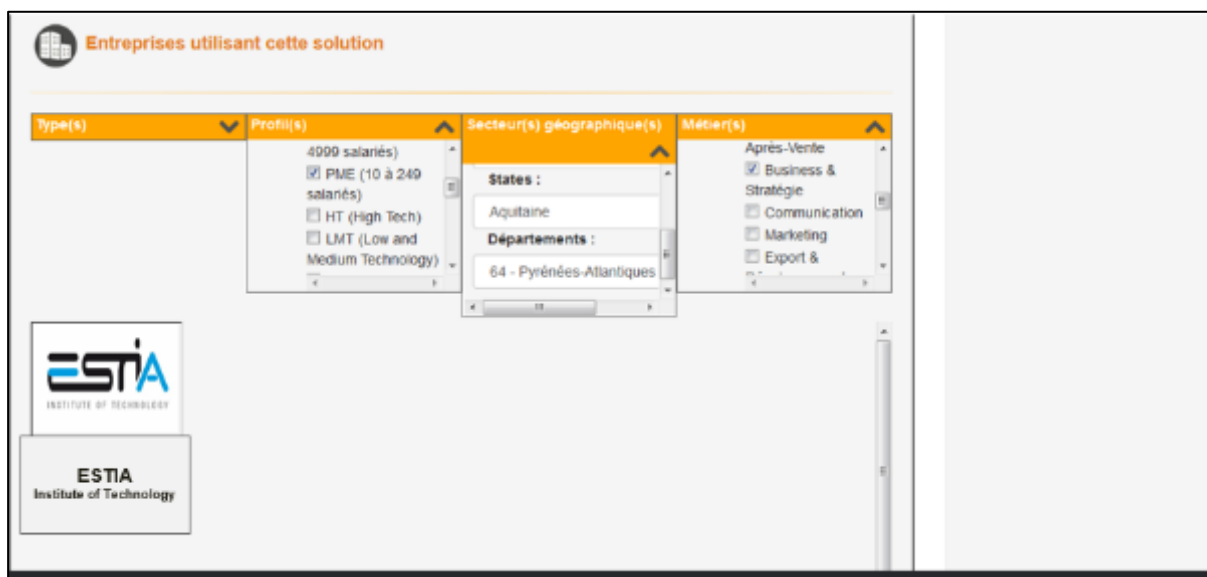 Entreprises utilisant cette solution
Type(s)
Profil(s)
4999 salariés)
PME (10 à 249
salariés)
HT (High Tech)
LMT (Low and
Medium Technology)
Secteur(s) géographique(s)
States :
Aquitaine
Départements :
64 - Pyrénées-Atlantiques
Métier(s)
Après-Vente
Business &
Stratégie
Communication
Marketing
Export &
ESTIA
INSTITUTE OF TECHNOLOGY
ESTIA
Institute of Technology